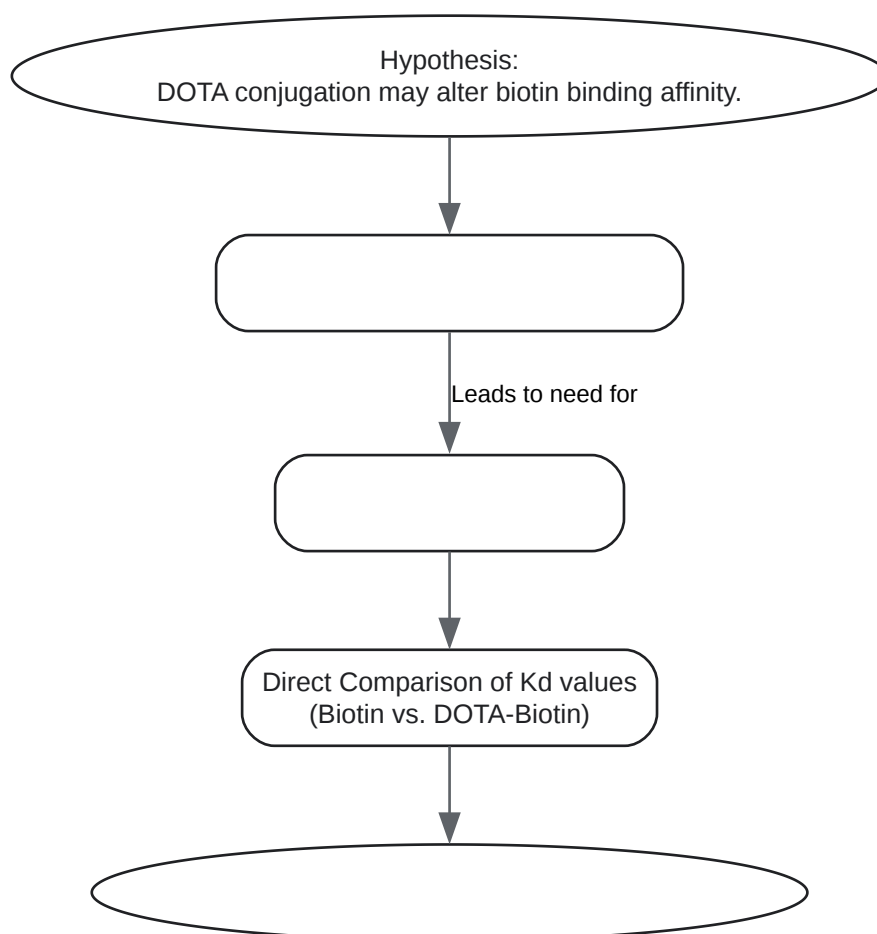 Hypothesis:
DOTA conjugation may alter biotin binding affinity.
Leads to need for
Direct Comparison of Kd values
(Biotin vs. DOTA-Biotin)